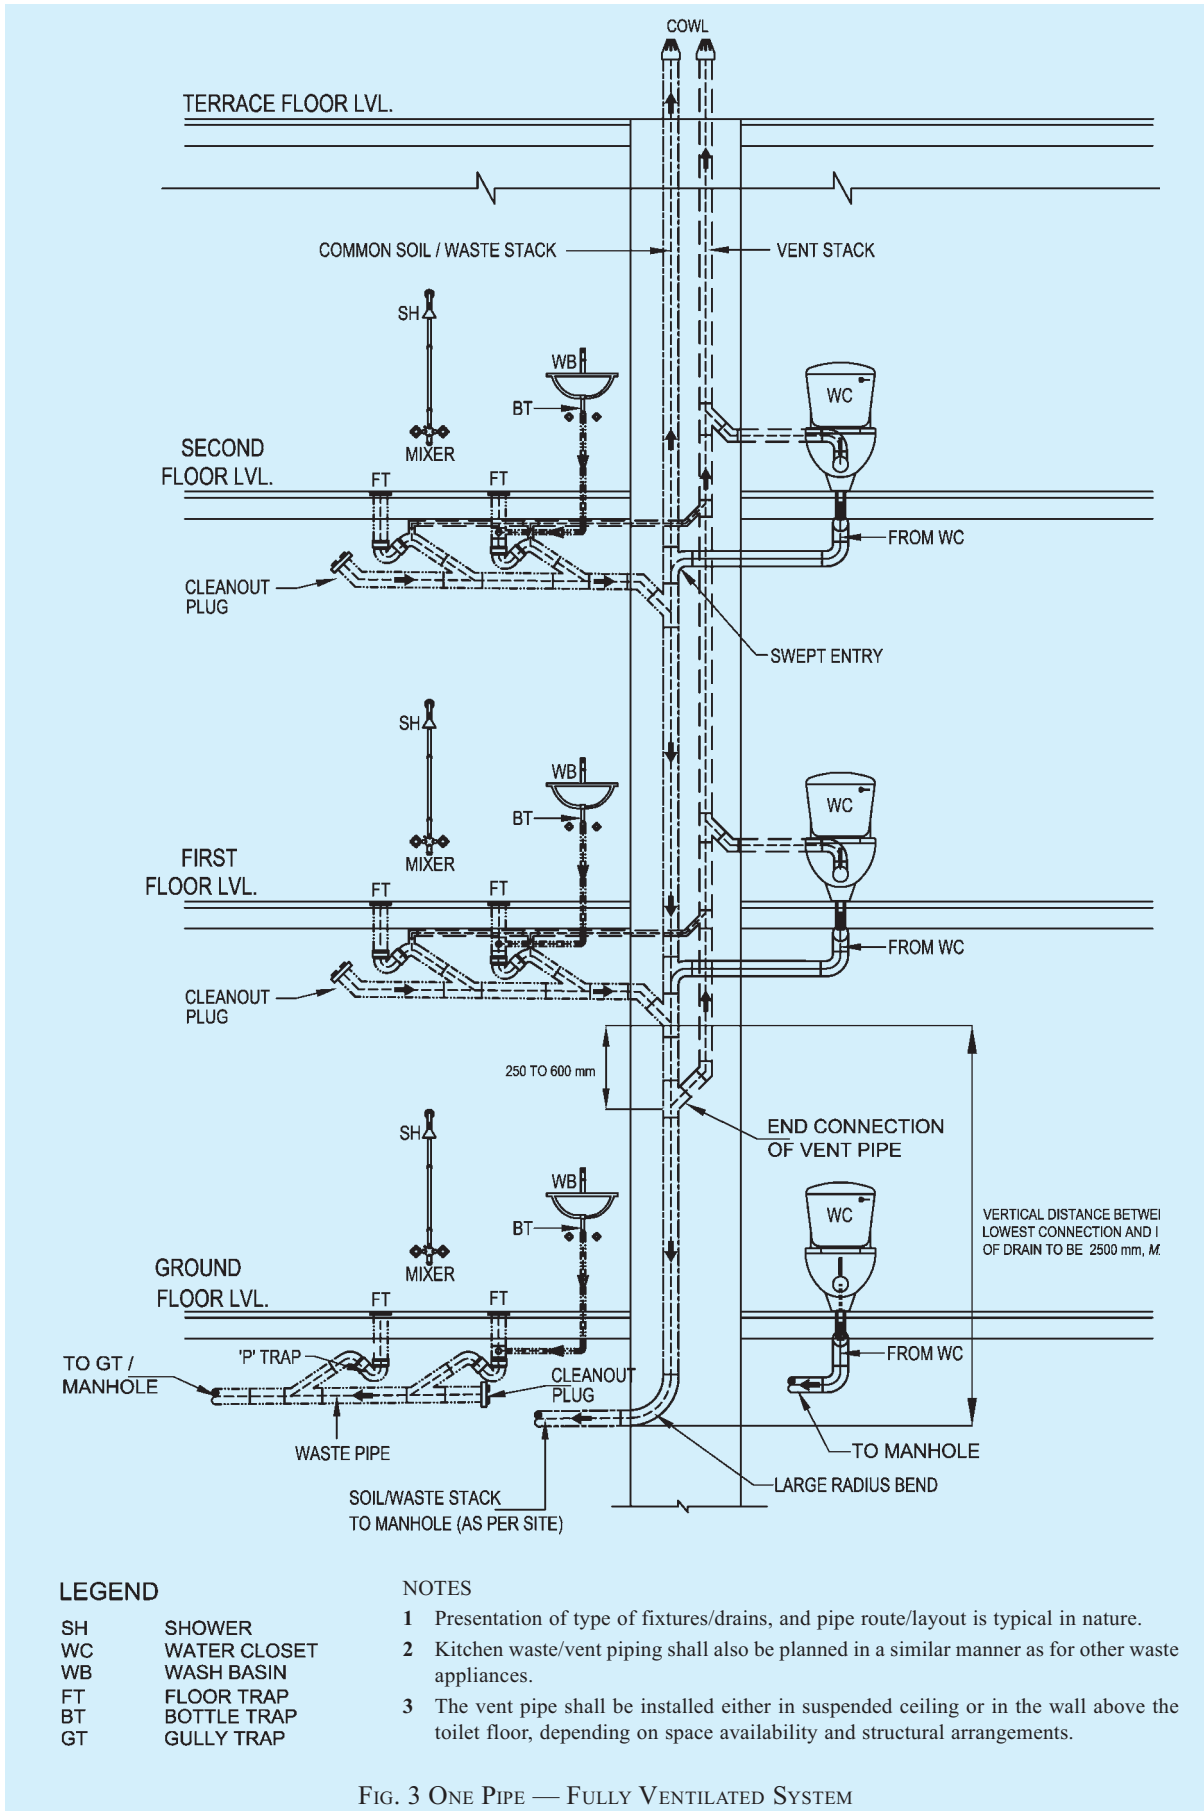 COWL
TERRACE FLOOR LVL.
COMMON SOIL / WASTE STACK
VENT STACK
SH
WB
WC
BT
MIXER
SECOND
FLOOR LVL.
FT
FT
FROM WC
CLEANOUT
PLUG
SWEPT ENTRY
SH
WB
WC
BT
MIXER
FIRST
FLOOR LVL.
FT
FT
FROM WC
CLEANOUT
PLUG
250 TO 600 mm
END CONNECTION
OF VENT PIPE
SH
WB
WC
BT
VERTICAL DISTANCE BETWEE
LOWEST CONNECTION AND I
OF DRAIN TO BE 2500 mm, M
MIXER
GROUND
FLOOR LVL.
FT
FT
'P' TRAP
FROM WC
TO GT /
MANHOLE
CLEANOUT
PLUG
WASTE PIPE
TO MANHOLE
LARGE RADIUS BEND
SOIL/WASTE STACK
TO MANHOLE (AS PER SITE)
LEGEND
SH SHOWER
WC WATER CLOSET
WB WASH BASIN
FT FLOOR TRAP
BT BOTTLE TRAP
GT GULLY TRAP
NOTES
1 Presentation of type of fixtures/drains, and pipe route/layout is typical in nature.
2 Kitchen waste/vent piping shall also be planned in a similar manner as for other waste
appliances.
3 The vent pipe shall be installed either in suspended ceiling or in the wall above the
toilet floor, depending on space availability and structural arrangements.
FIG. 3 ONE PIPE — FULLY VENTILATED SYSTEM